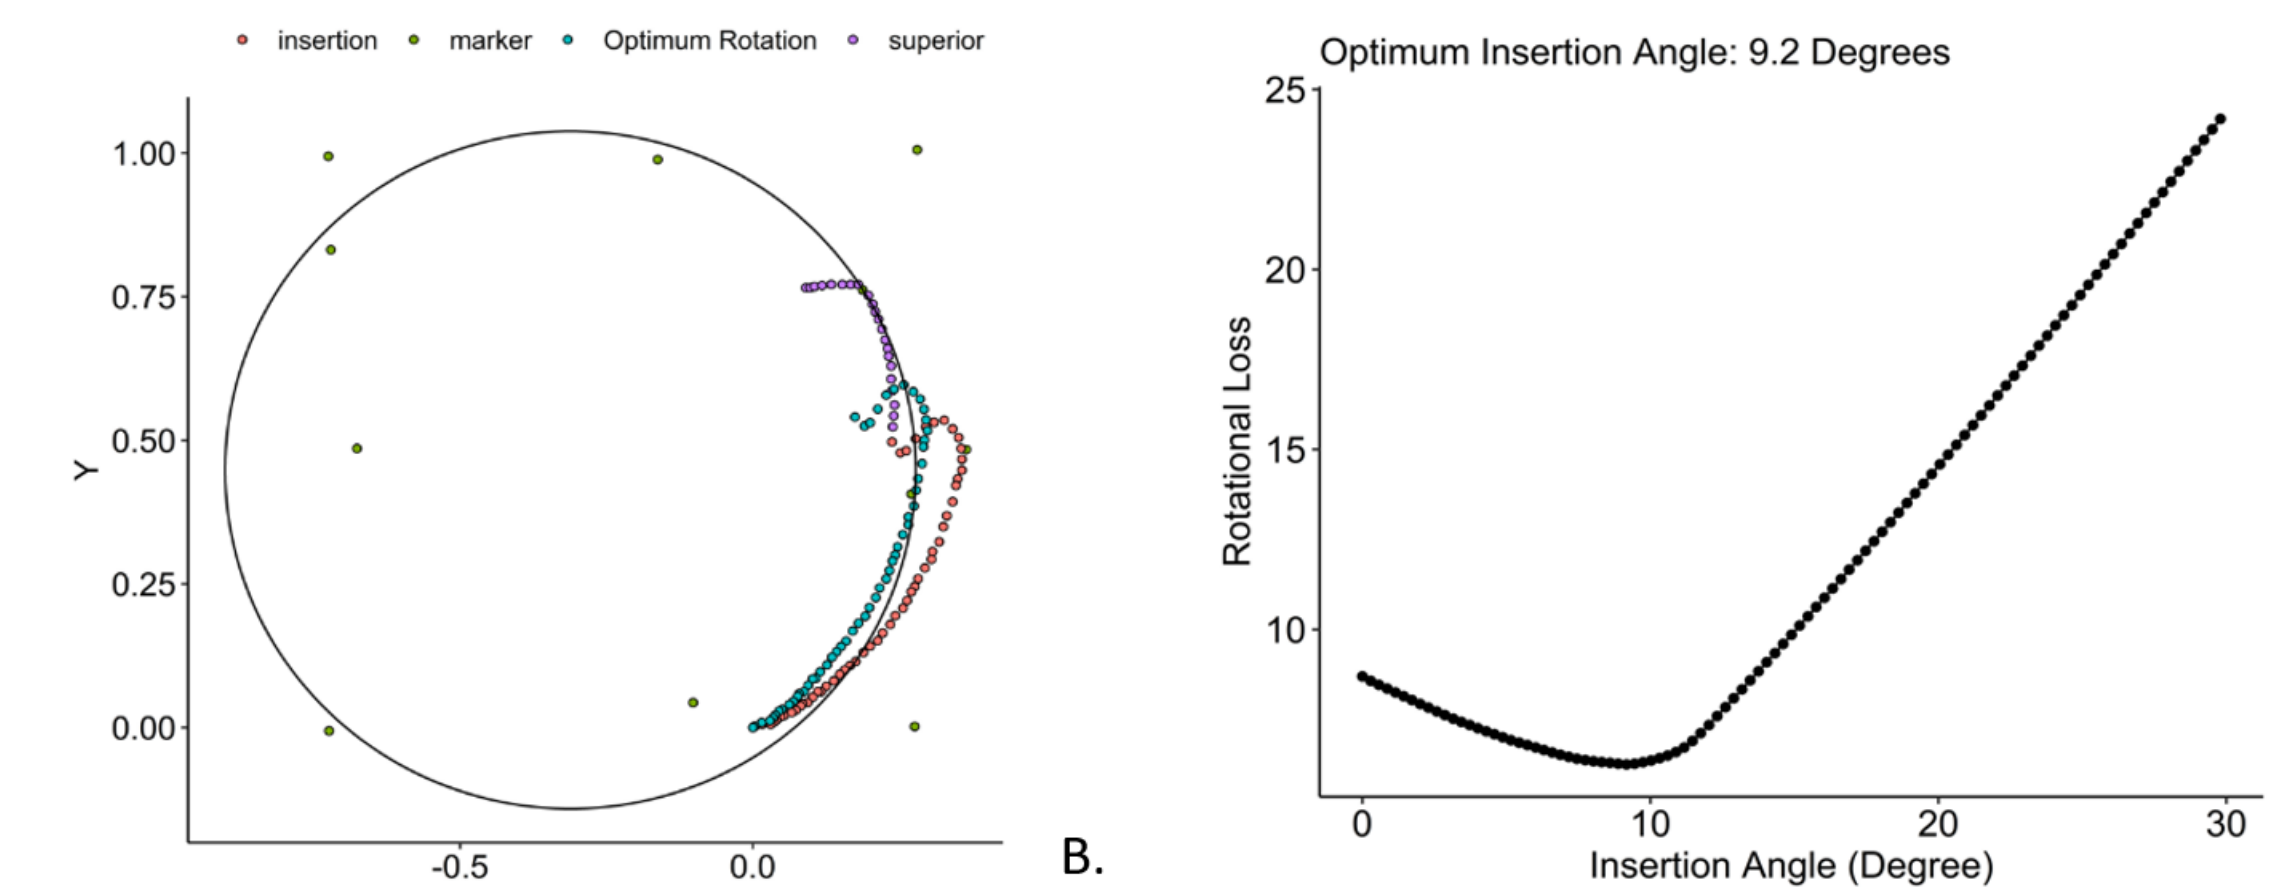 insertion marker Optimum Rotation superior
1.00
0.75
0.50
0.25
0.00
Y
-0.5 0.0
B.
Optimum Insertion Angle: 9.2 Degrees
25
20
15
10
Rotational Loss
0 10 20 30
Insertion Angle (Degree)